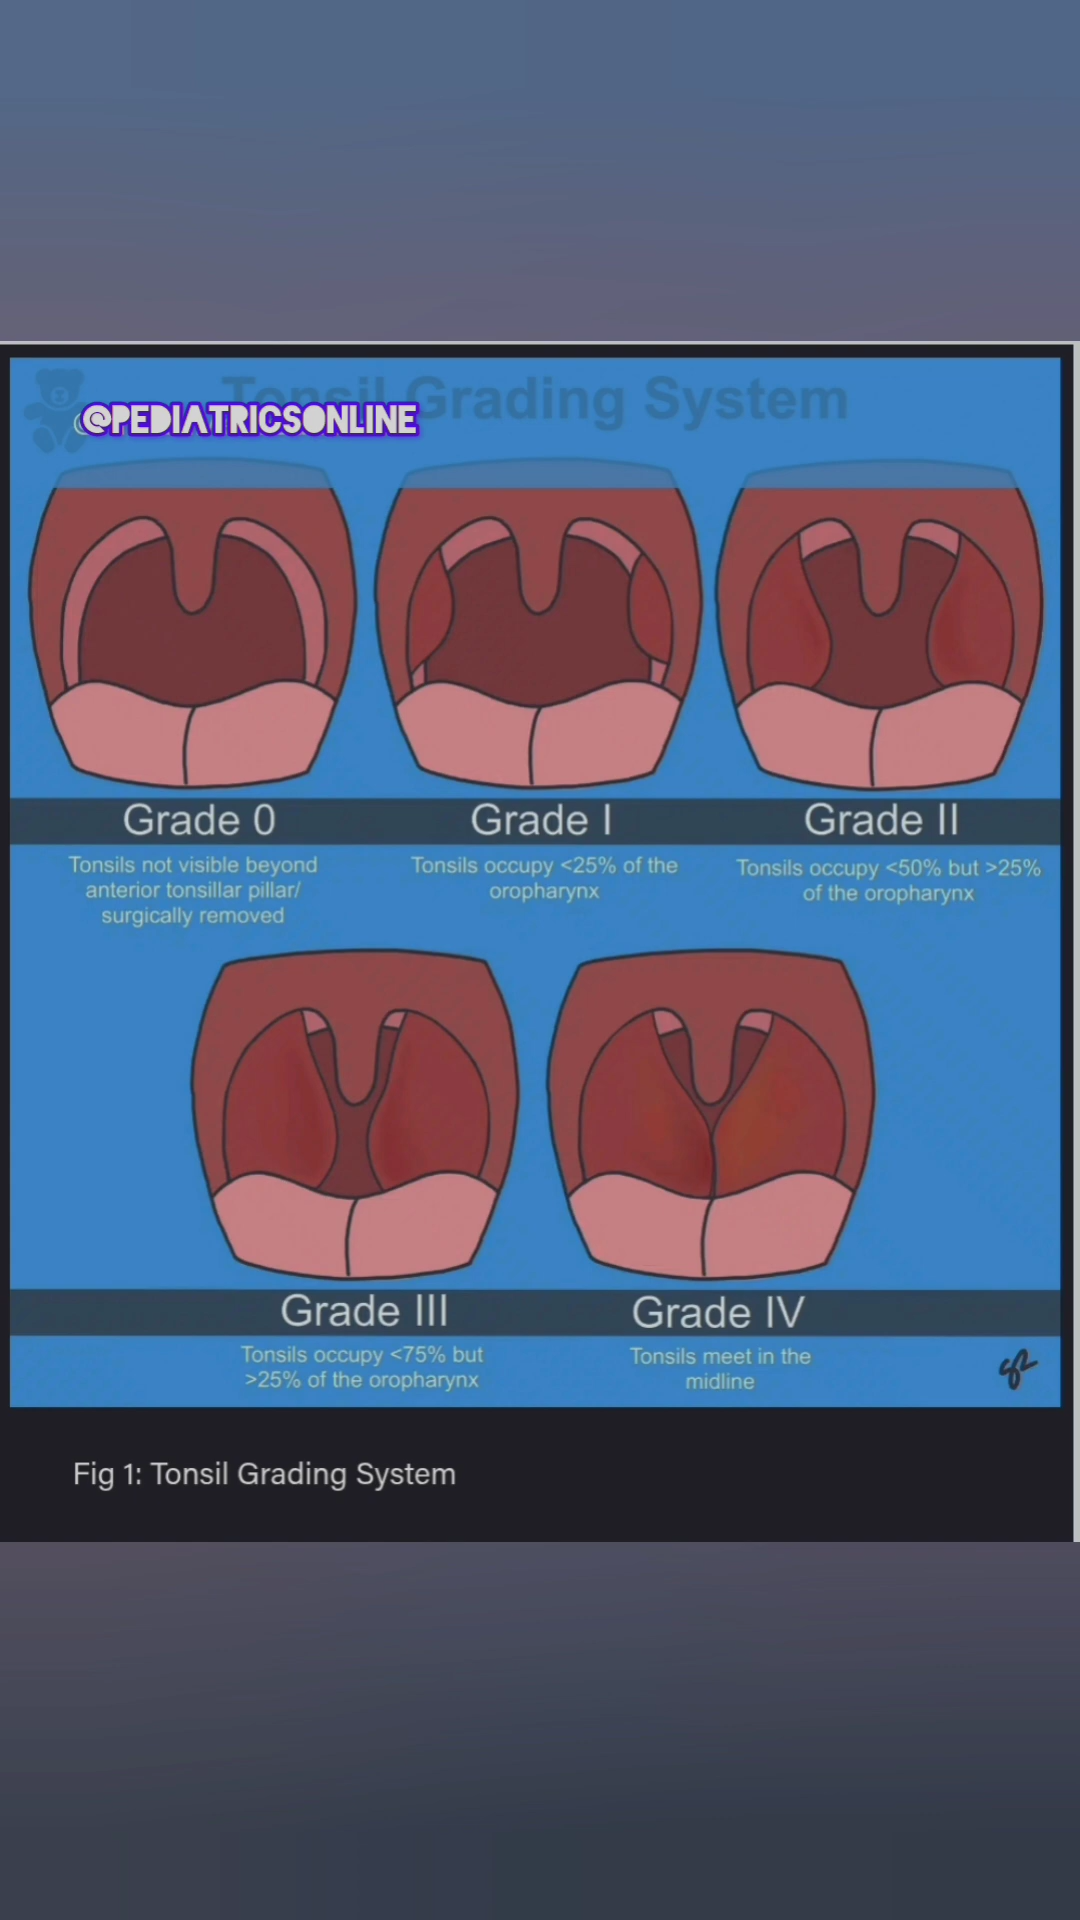 Tonsil Grading System
@PEDIATRICSONLINE
Grade 0
Grade I
Grade II
Tonsils not visible beyond
anterior tonsillar pillar/
surgically removed
Tonsils occupy <25% of the
oropharynx
Tonsils occupy <50% but >25%
of the oropharynx
Grade III
Grade IV
Tonsils occupy <75% but
>25% of the oropharynx
Tonsils meet in the
midline
Fig 1: Tonsil Grading System